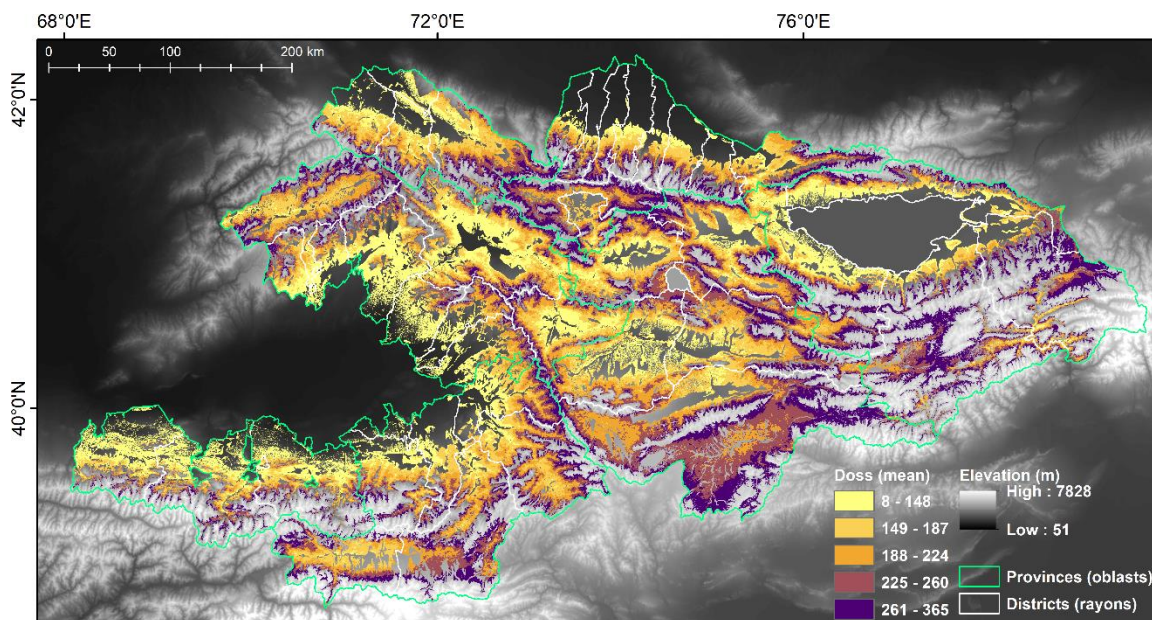 68°0'E 72°0'E 76°0'E
0 50 100 200 km
42°0'N
40°0'N
Doss (mean) Elevation (m)
8 - 148 High : 7828
149 - 187
188 - 224 Low : 51
225 - 260 Provinces (oblasts)
261 - 365 Districts (rayons)